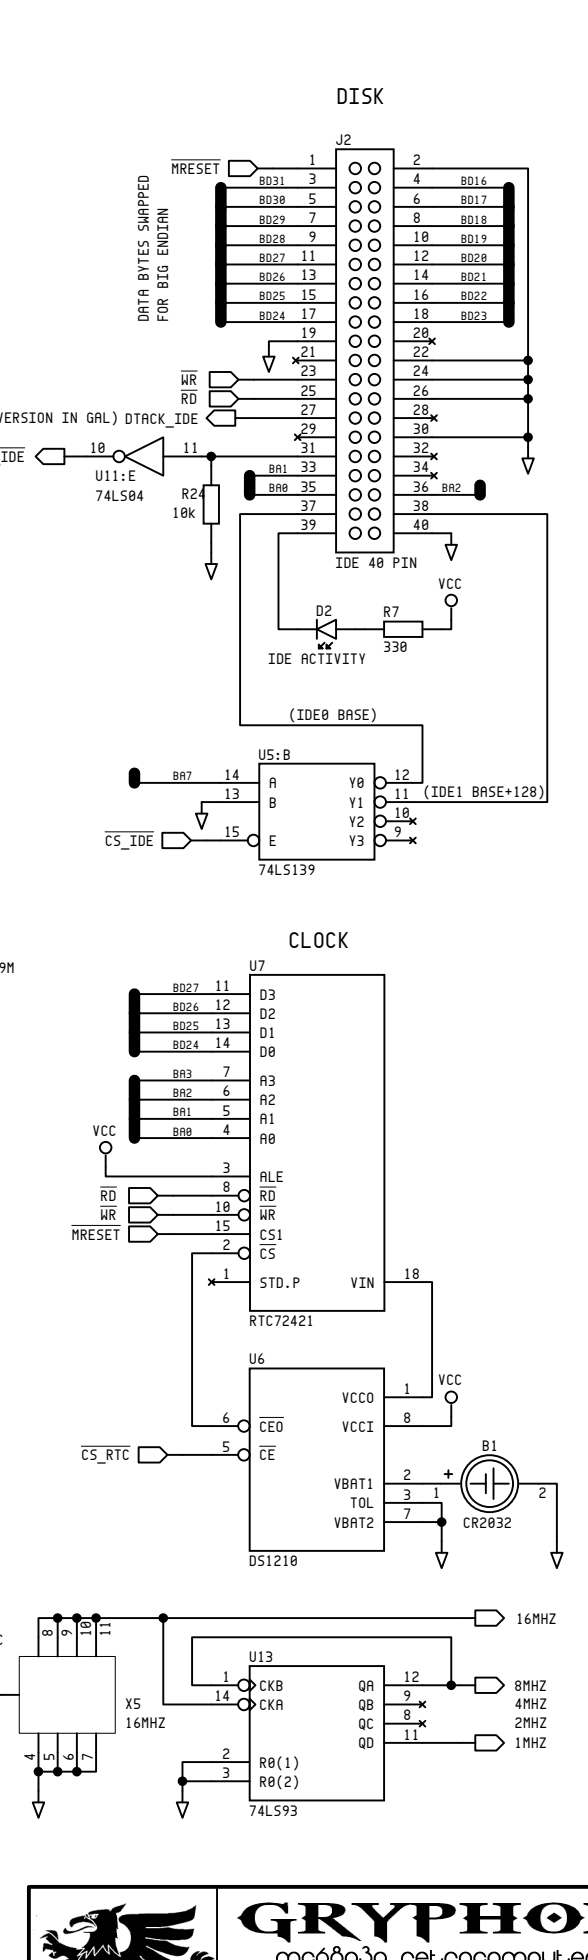 DISK
J2
MRESET 1 2
BD31 3 4 BD16
BD30 5 6 BD17
BD29 7 8 BD18
BD28 9 10 BD19
BD27 11 12 BD20
BD26 13 14 BD21
BD25 15 16 BD22
BD24 17 18 BD23
DATA BYTES SWAPPED
FOR BIG ENDIAN
19 20
21 22
WR 23 24
RD 25 26
VERSION IN GAL) DTACK_IDE 27 28
29 30
_IDE 10 11 31 32
U11:E
74LS04
BA1 33 34
BA0 35 36 BA2
R24
10k
37 38
39 40
IDE 40 PIN
VCC
D2 R7
330
IDE ACTIVITY
(IDE0 BASE)
U5:B
BA7 14 A Y0 12
13 B Y1 11 (IDE1 BASE+128)
Y2 10
CS_IDE 15 E Y3 9
74LS139
CLOCK
9M
U7
BD27 11 D3
BD26 12 D2
BD25 13 D1
BD24 14 D0
BA3 7 A3
BA2 6 A2
BA1 5 A1
BA0 4 A0
VCC
3 ALE
RD 8 RD
WR 10 WR
MRESET 15 CS1
2 CS
1 STD.P VIN 18
RTC72421
U6
VCC
VCCO 1
6 CEO VCCI 8
CS_RTC 5 CE
B1
VBAT1 2 + 1 2
TOL 3
VBAT2 7
CR2032
DS1210
8 9 10 11
16MHZ
C
U13
1 CKB QA 12 8MHZ
14 CKA QB 9 4MHZ
QC 8 2MHZ
QD 11 1MHZ
X5
16MHZ
4 5 6 7
2 R0(1)
3 R0(2)
74LS93
GRYPHO